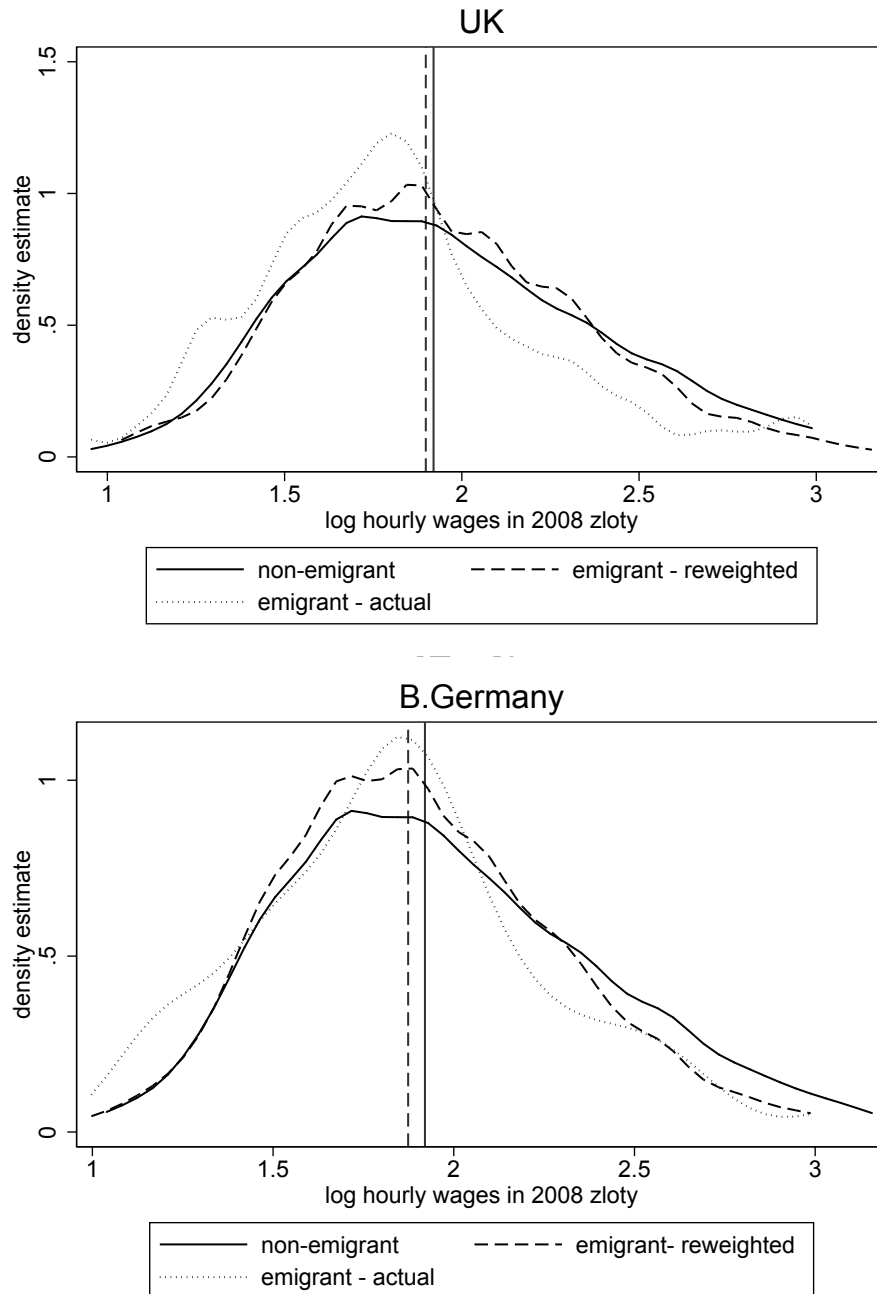 UK
1.5
1
.5
0
density estimate
1 1.5 2 2.5 3
log hourly wages in 2008 zloty
non-emigrant emigrant - reweighted
emigrant - actual
B.Germany
1
.5
0
density estimate
1 1.5 2 2.5 3
log hourly wages in 2008 zloty
non-emigrant emigrant- reweighted
emigrant - actual